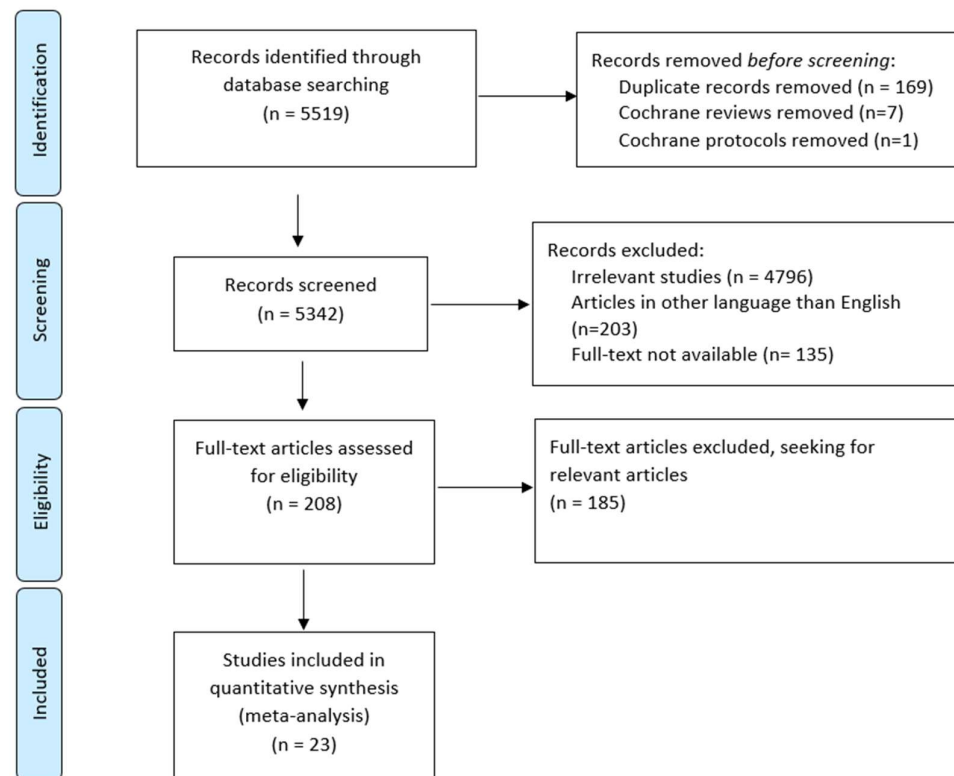 Identification
Records identified through
database searching
(n = 5519)
Records removed before screening:
Duplicate records removed (n = 169)
Cochrane reviews removed (n=7)
Cochrane protocols removed (n=1)
Screening
Records screened
(n = 5342)
Records excluded:
Irrelevant studies (n = 4796)
Articles in other language than English
(n=203)
Full-text not available (n= 135)
Eligibility
Full-text articles assessed
for eligibility
(n = 208)
Full-text articles excluded, seeking for
relevant articles
(n = 185)
Included
Studies included in
quantitative synthesis
(meta-analysis)
(n = 23)